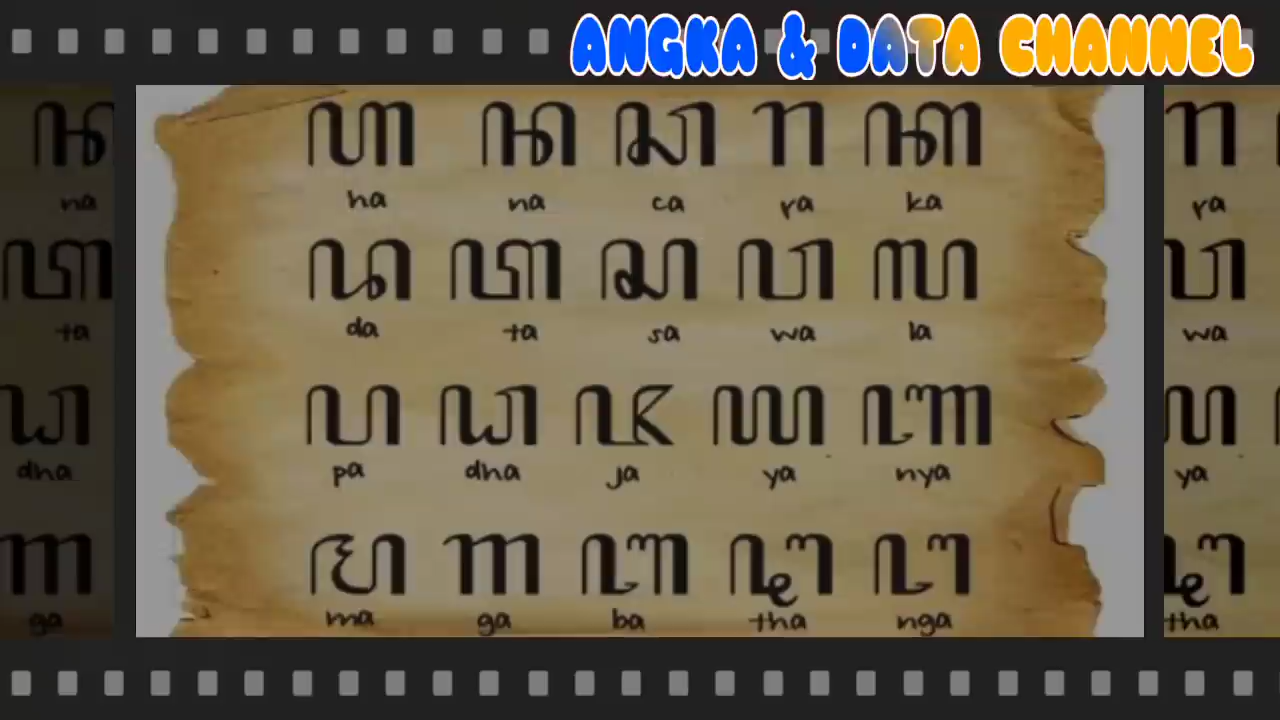 ANGKA & DATA CHANNEL
ꦲ ꦤ ꦕ ꦫ ꦏ
ha na ca ra ka
ꦢ ꦠ ꦱ ꦮ ꦭ
da ta sa wa la
ꦥ ꦝ ꦗ ꦪ ꦚ
pa dha ja ya nya
ꦩ ꦒ ꦧ ꦛ ꦔ
ma ga ba tha nga